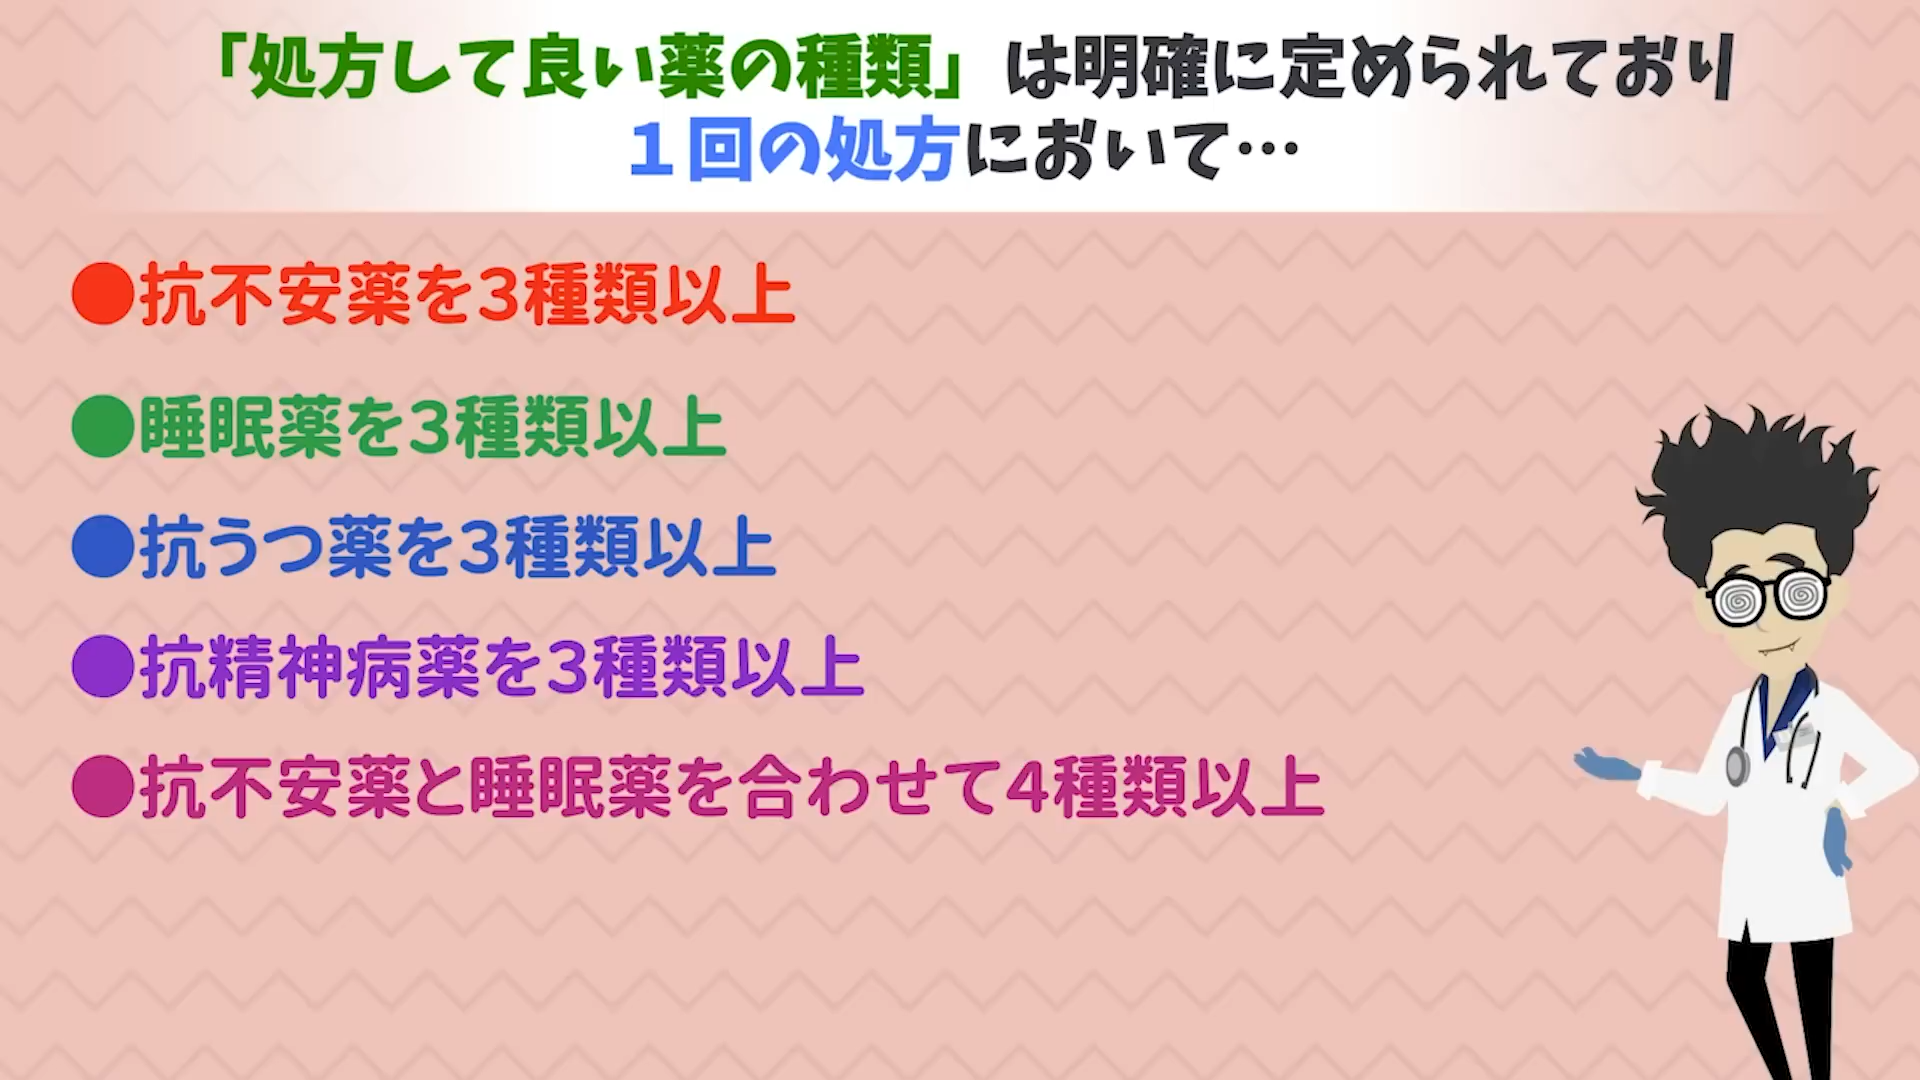 「処方して良い薬の種類」は明確に定められており
１回の処方において…
●抗不安薬を3種類以上
●睡眠薬を3種類以上
●抗うつ薬を3種類以上
●抗精神病薬を3種類以上
●抗不安薬と睡眠薬を合わせて4種類以上